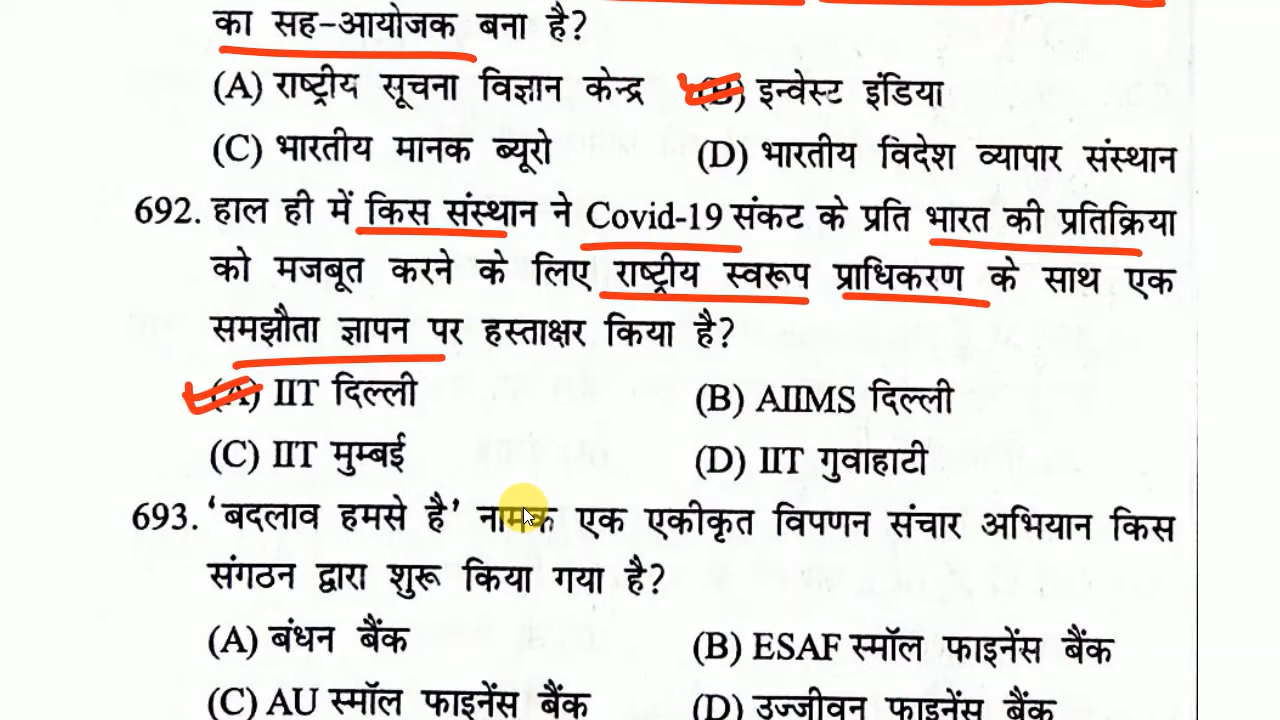 का सह-आयोजक बना है?
(A) राष्ट्रीय सूचना विज्ञान केन्द्र (B) इन्वेस्ट इंडिया
(C) भारतीय मानक ब्यूरो (D) भारतीय विदेश व्यापार संस्थान
692. हाल ही में किस संस्थान ने Covid-19 संकट के प्रति भारत की प्रतिक्रिया
को मजबूत करने के लिए राष्ट्रीय स्वरूप प्राधिकरण के साथ एक
समझौता ज्ञापन पर हस्ताक्षर किया है?
(A) IIT दिल्ली (B) AIIMS दिल्ली
(C) IIT मुम्बई (D) IIT गुवाहाटी
693. 'बदलाव हमसे है' नामक एक एकीकृत विपणन संचार अभियान किस
संगठन द्वारा शुरू किया गया है?
(A) बंधन बैंक (B) ESAF स्मॉल फाइनेंस बैंक
(C) AU स्मॉल फाइनेंस बैंक (D) उज्जीवन फाइनेंस बैंक